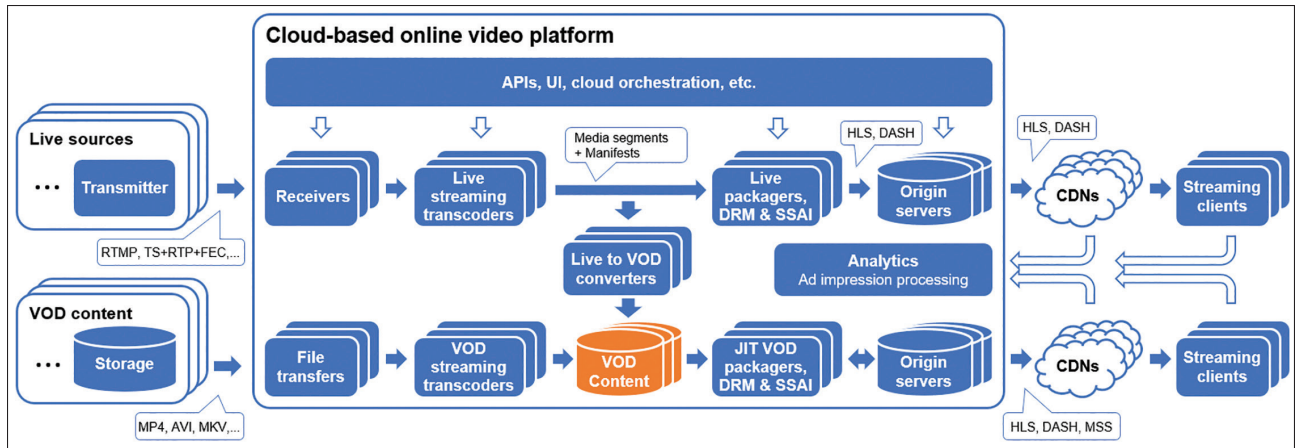 Cloud-based online video platform
APIs, UI, cloud orchestration, etc.
Live sources
... Transmitter
RTMP, TS+RTP+FEC,...
Receivers
Live
streaming
transcoders
Media segments
+ Manifests
Live
packagers,
DRM & SSAI
HLS, DASH
Origin
servers
HLS, DASH
CDNs
Streaming
clients
Live to VOD
converters
Analytics
Ad impression processing
VOD content
... Storage
MP4, AVI, MKV,...
File
transfers
VOD
streaming
transcoders
VOD
Content
JIT VOD
packagers,
DRM & SSAI
Origin
servers
CDNs
HLS, DASH, MSS
Streaming
clients